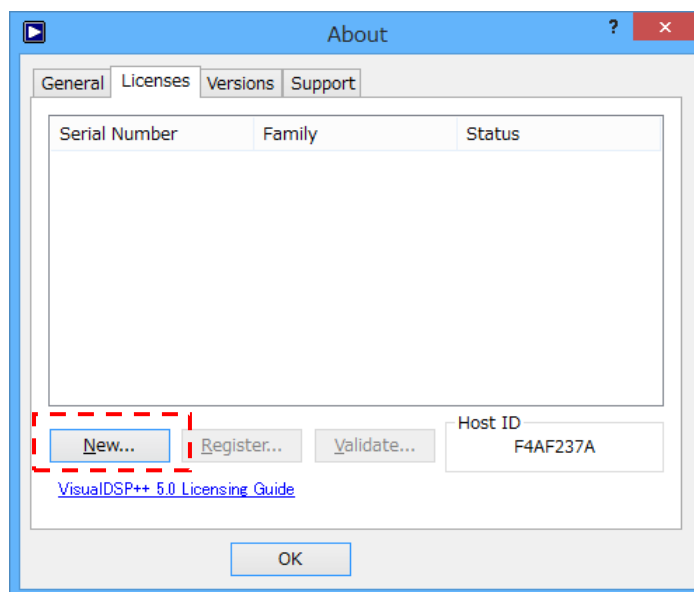 About
?
General Licenses Versions Support
Serial Number Family Status
Host ID
New... Register... Validate... F4AF237A
VisualDSP++ 5.0 Licensing Guide
OK